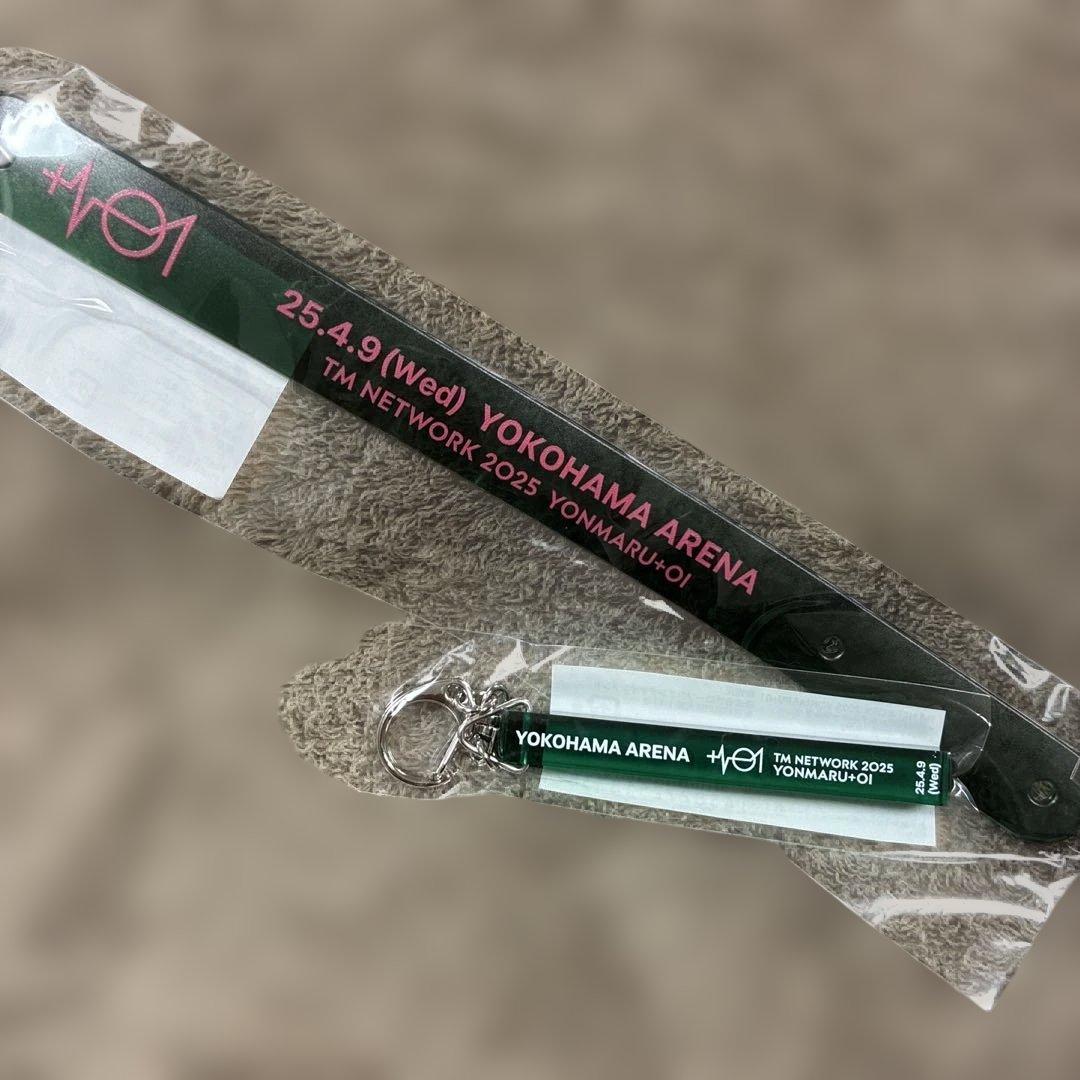 25.4.9 (Wed) YOKOHAMA ARENA
TM NETWORK 2025 YONMARU+01
YOKOHAMA ARENA
TM NETWORK 2025
YONMARU+01
25.4.9
(Wed)